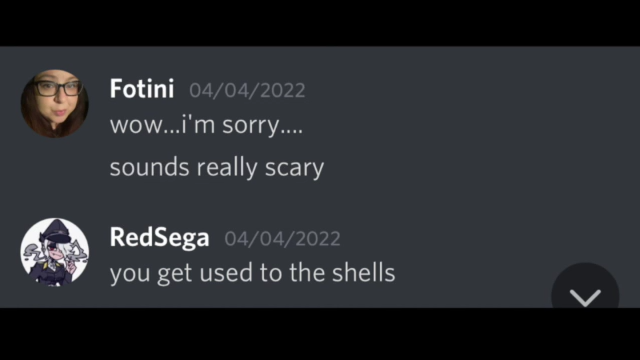 Fotini 04/04/2022
wow...i'm sorry....
sounds really scary
RedSega 04/04/2022
you get used to the shells